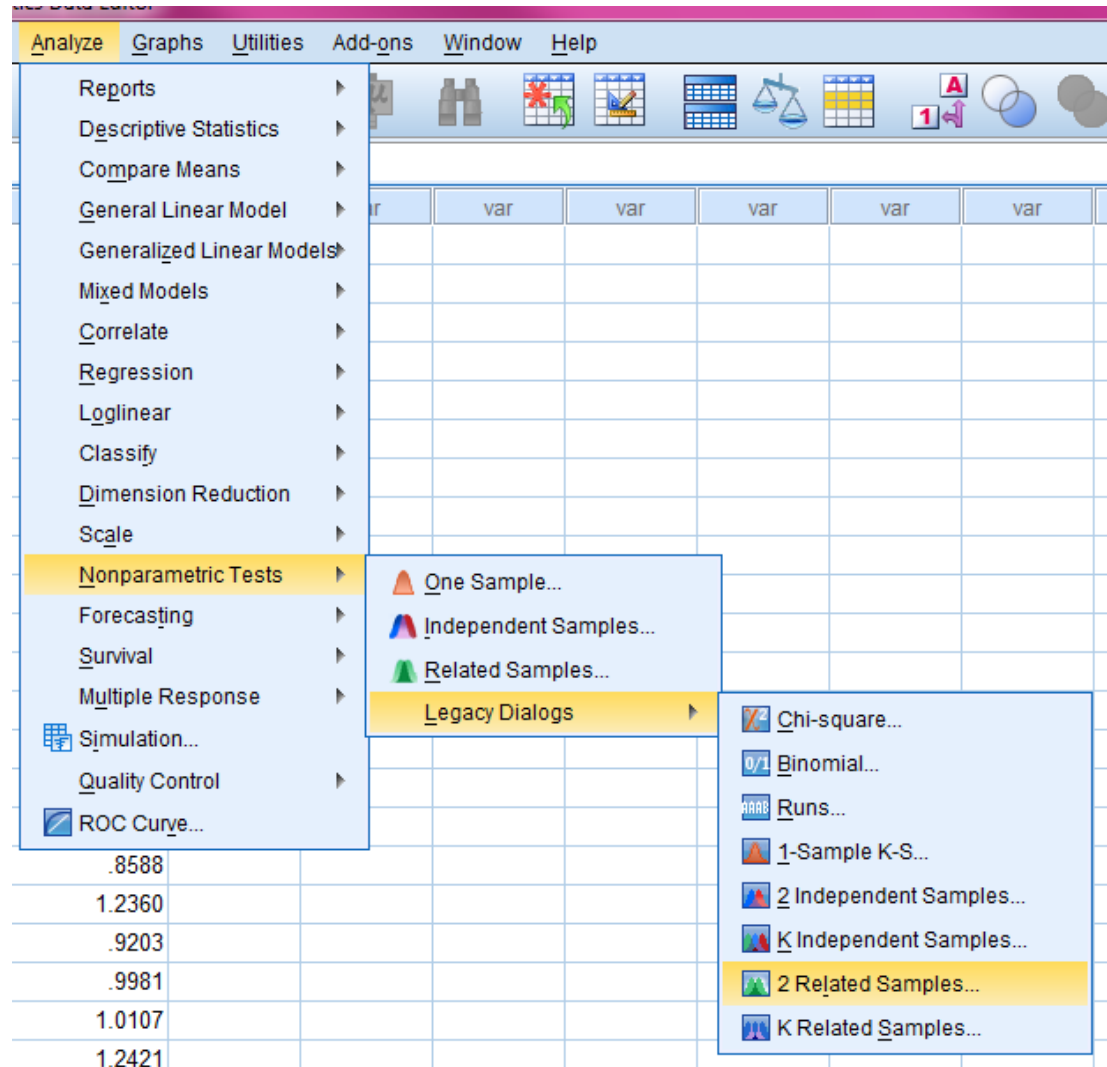 Analyze Graphs Utilities Add-ons Window Help
Reports
Descriptive Statistics
Compare Means
General Linear Model
var var var var var
Generalized Linear Models
Mixed Models
Correlate
Regression
Loglinear
Classify
Dimension Reduction
Scale
Nonparametric Tests
Forecasting
Survival
Multiple Response
Simulation...
Quality Control
ROC Curve...
One Sample...
Independent Samples...
Related Samples...
Legacy Dialogs
Chi-square...
Binomial...
Runs...
1-Sample K-S...
2 Independent Samples...
K Independent Samples...
2 Related Samples...
K Related Samples...
.8588
1.2360
.9203
.9981
1.0107
1.2421